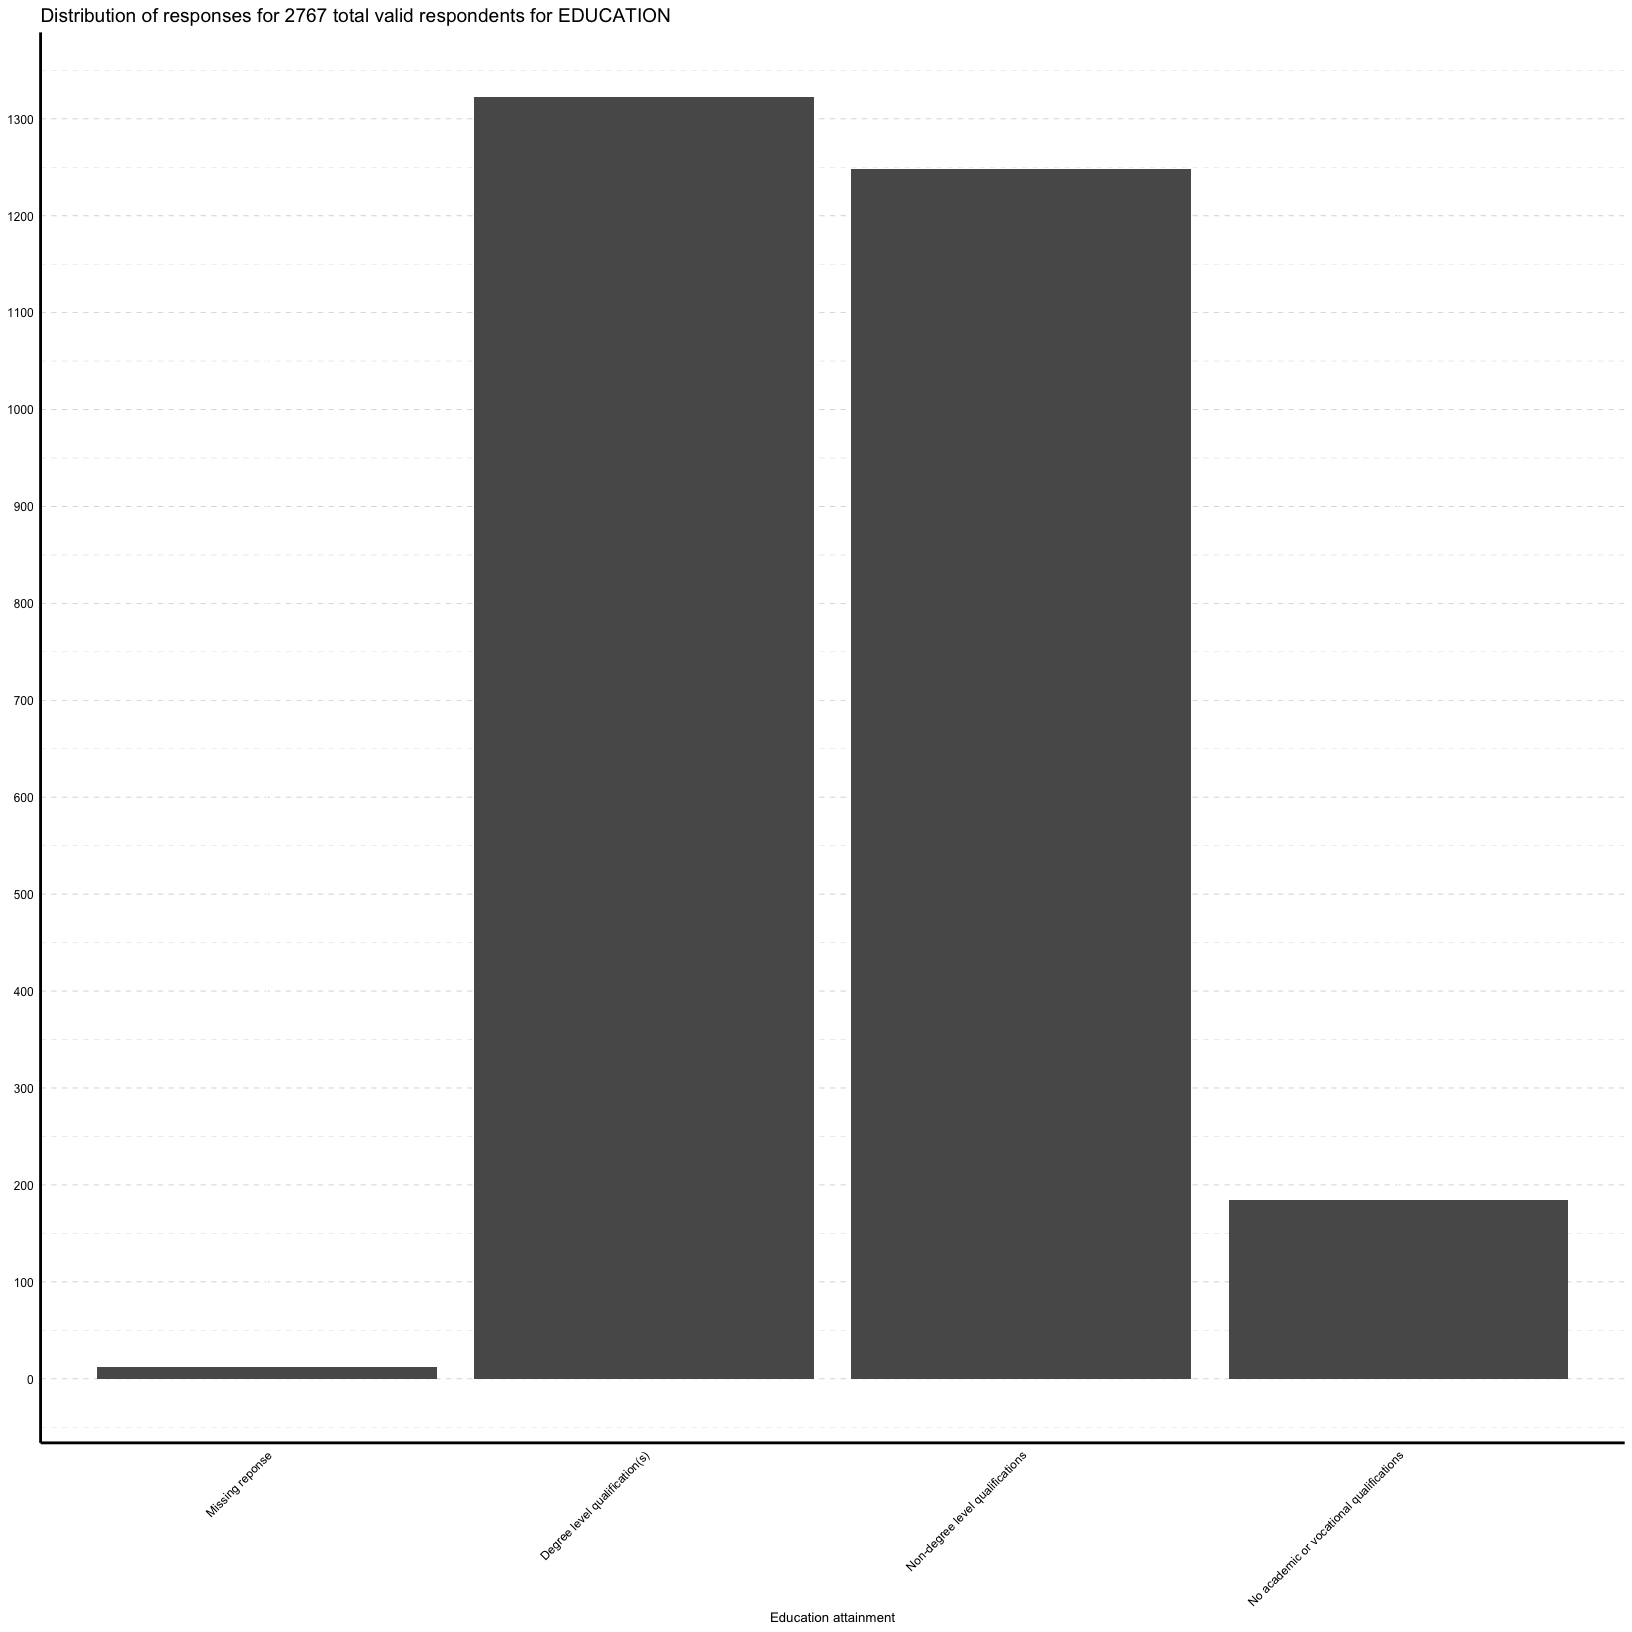 Distribution of responses for 2767 total valid respondents for EDUCATION
1300
1200
1100
1000
900
800
700
600
500
400
300
200
100
0
Missing reponse
Degree level qualification(s)
Non-degree level qualifications
No academic or vocational qualifications
Education attainment